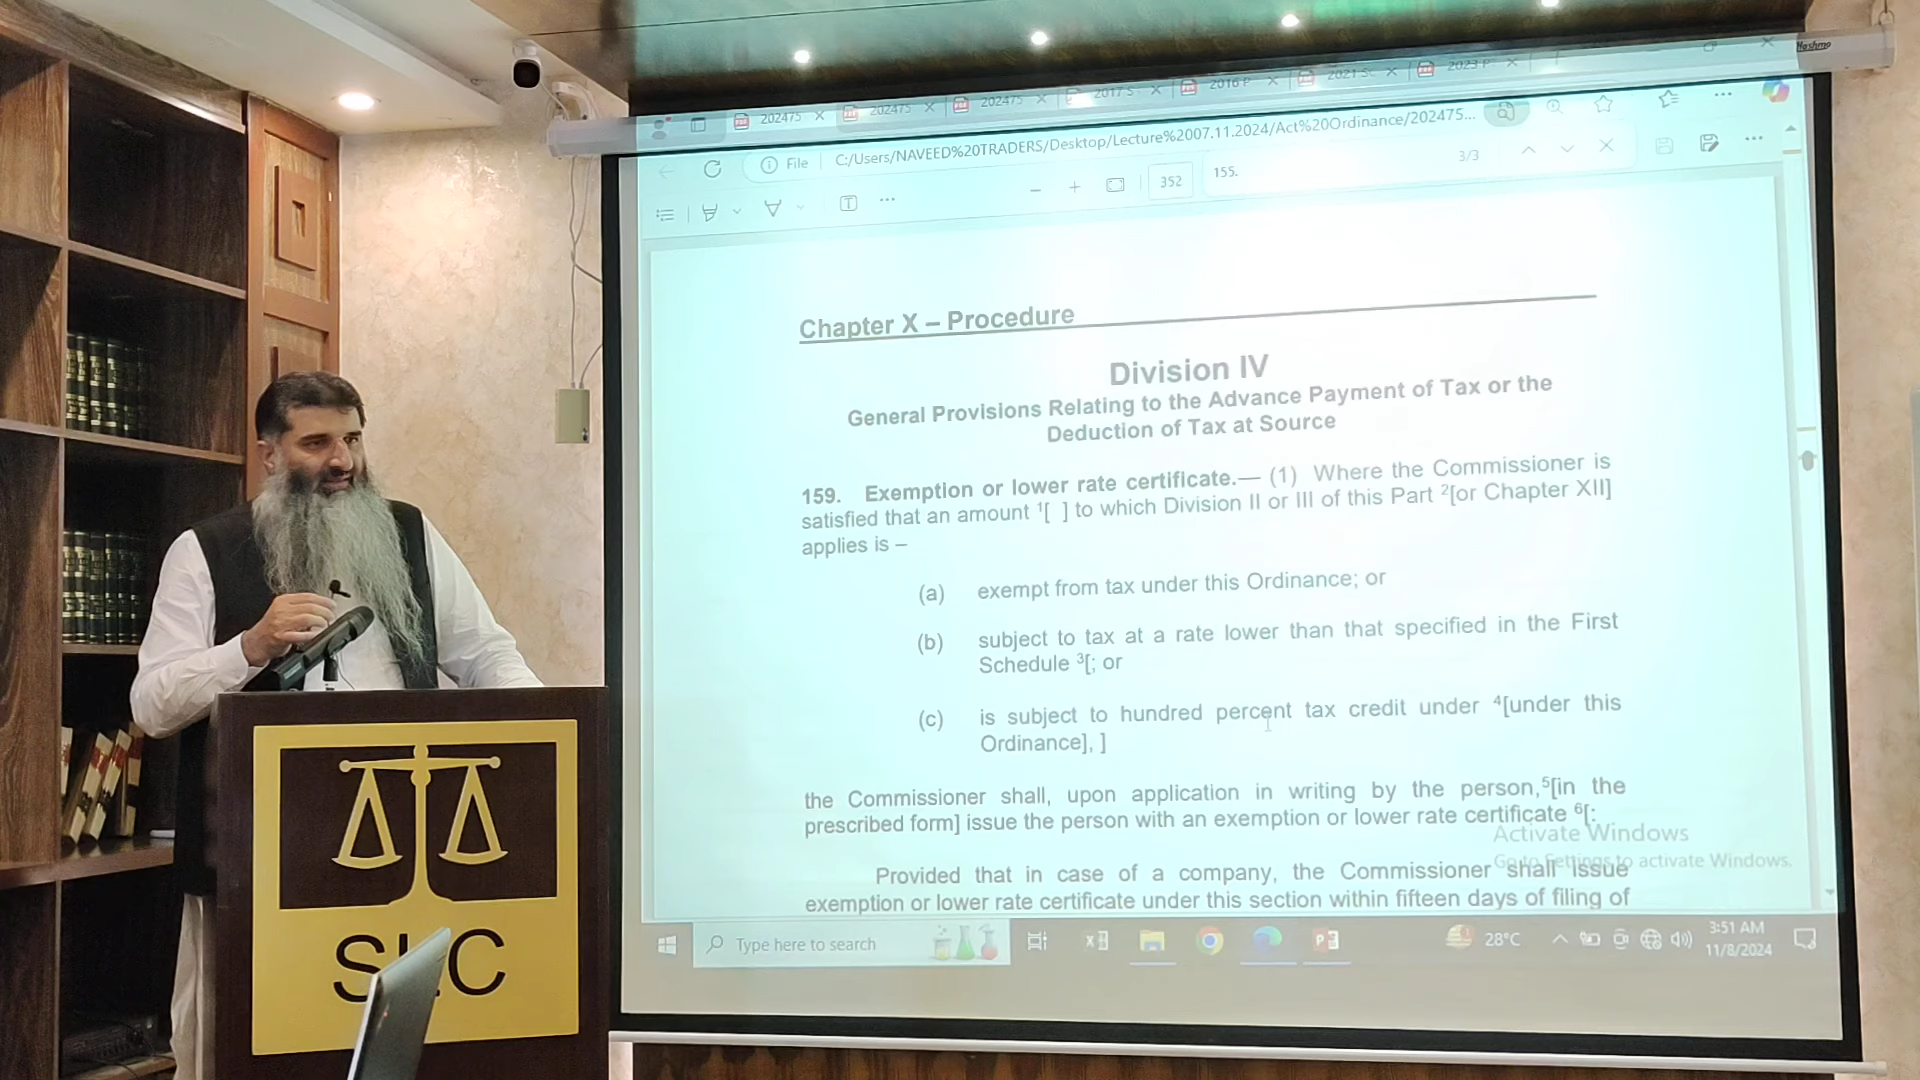 Hashmo
202475
202475
202475
2017 S
2016 P
2021 S
2023 P
File C:/Users/NAVEED%20TRADERS/Desktop/Lecture%2007.11.2024/Act%20Ordinance/202475...
352 155. 3/3
Chapter X – Procedure
Division IV
General Provisions Relating to the Advance Payment of Tax or the
Deduction of Tax at Source
159. Exemption or lower rate certificate.— (1) Where the Commissioner is
satisfied that an amount 1[ ] to which Division II or III of this Part 2[or Chapter XII]
applies is –
(a) exempt from tax under this Ordinance; or
(b) subject to tax at a rate lower than that specified in the First
Schedule 3[; or
(c) is subject to hundred percent tax credit under 4[under this
Ordinance], ]
the Commissioner shall, upon application in writing by the person,5[in the
prescribed form] issue the person with an exemption or lower rate certificate 6[:
Activate Windows
Go to Settings to activate Windows.
Provided that in case of a company, the Commissioner shall issue
exemption or lower rate certificate under this section within fifteen days of filing of
Type here to search
28°C
3:51 AM
11/8/2024
SLC